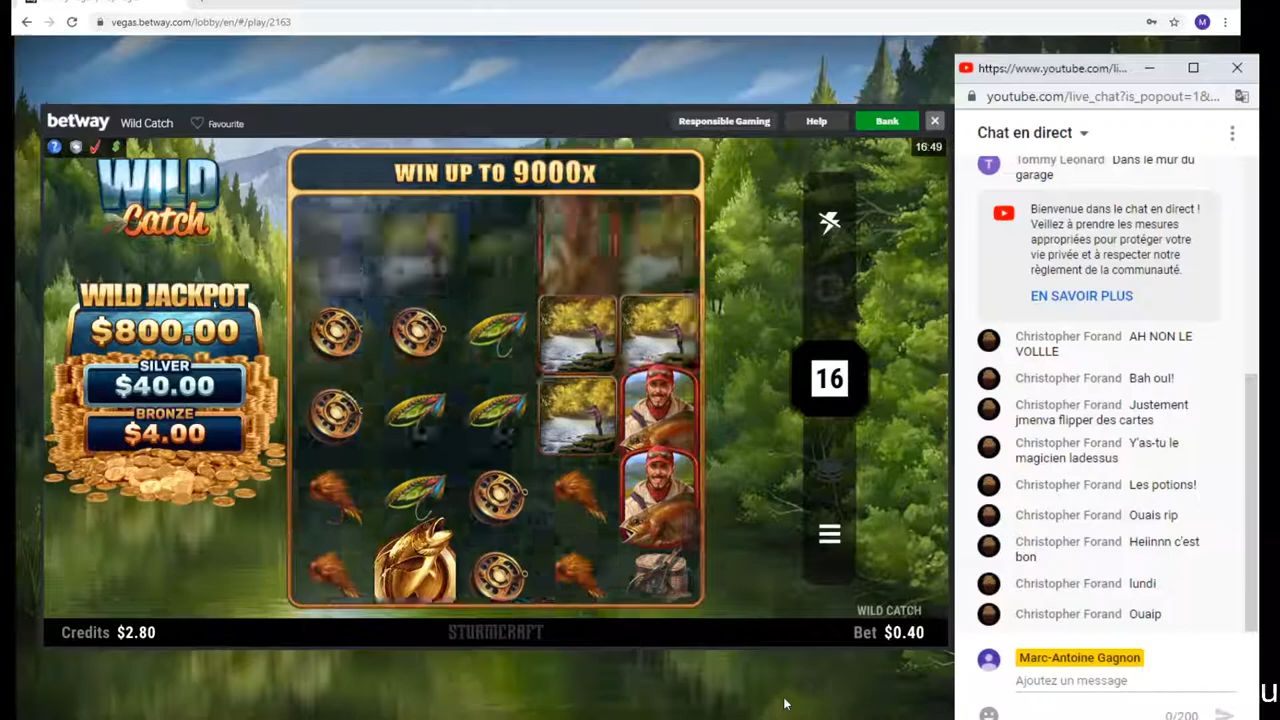 vegas.betway.com/lobby/en/#/play/2163
M
https://www.youtube.com/li...
youtube.com/live_chat?is_popout=1&...
betway
Wild Catch
Favourite
Responsible Gaming
Help
Bank
16:49
WILD
Catch
WIN UP TO 9000x
WILD JACKPOT
$800.00
SILVER
$40.00
BRONZE
$4.00
16
WILD CATCH
Credits $2.80
STURMCRAFT
Bet $0.40
Chat en direct
T
Tommy Leonard Dans le mur du
garage
Bienvenue dans le chat en direct !
Veillez à prendre les mesures
appropriées pour protéger votre
vie privée et à respecter notre
règlement de la communauté.
EN SAVOIR PLUS
Christopher Forand AH NON LE
VOLLLE
Christopher Forand Bah oul!
Christopher Forand Justement
jmenva flipper des cartes
Christopher Forand Y'as-tu le
magicien ladessus
Christopher Forand Les potions!
Christopher Forand Ouais rip
Christopher Forand Heiinnn c'est
bon
Christopher Forand lundi
Christopher Forand Ouaip
Marc-Antoine Gagnon
Ajoutez un message
0/200
u